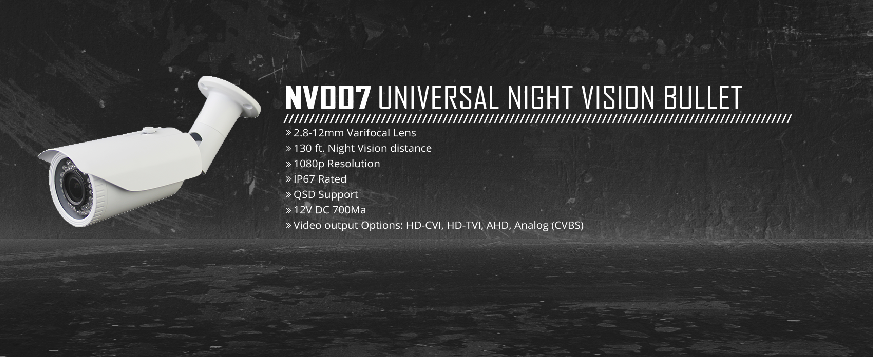 NV007 UNIVERSAL NIGHT VISION BULLET
» 2.8-12mm Varifocal Lens
» 130 ft. Night Vision distance
» 1080p Resolution
» IP67 Rated
» QSD Support
» 12V DC 700Ma
» Video output Options: HD-CVI, HD-TVI, AHD, Analog (CVBS)